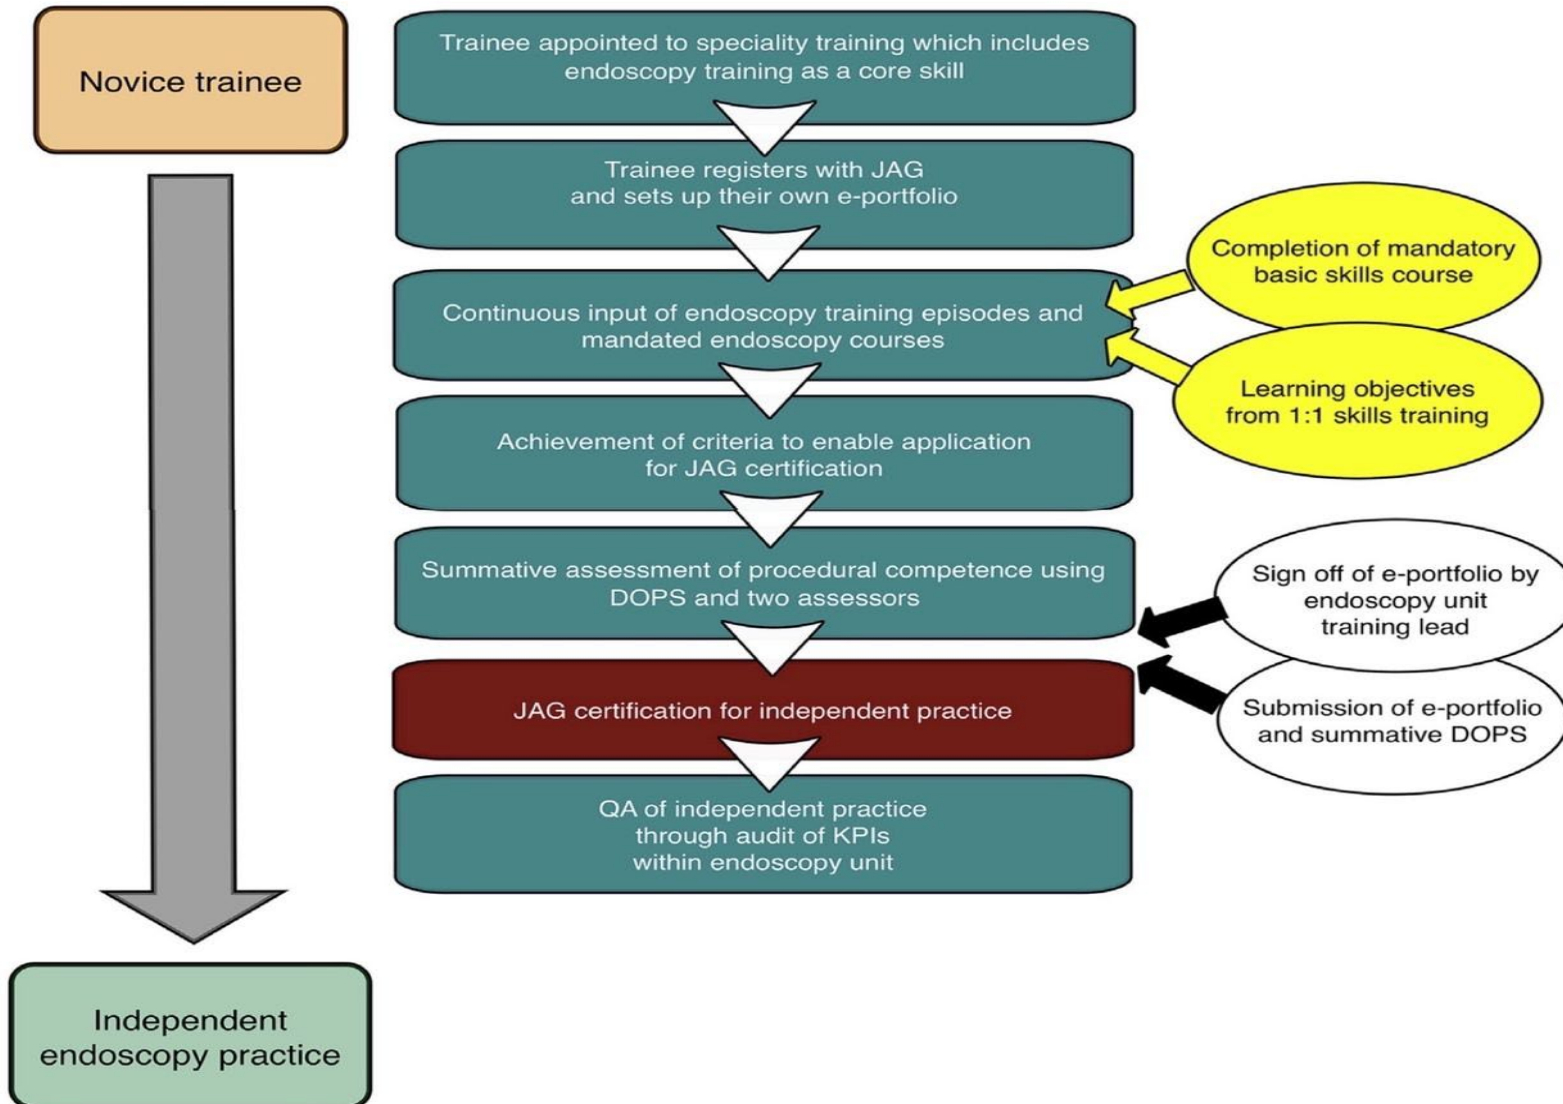 Novice trainee
Trainee appointed to speciality training which includes
endoscopy training as a core skill
Trainee registers with JAG
and sets up their own e-portfolio
Continuous input of endoscopy training episodes and
mandated endoscopy courses
Completion of mandatory
basic skills course
Learning objectives
from 1:1 skills training
Achievement of criteria to enable application
for JAG certification
Summative assessment of procedural competence using
DOPS and two assessors
Sign off of e-portfolio by
endoscopy unit
training lead
Submission of e-portfolio
and summative DOPS
JAG certification for independent practice
QA of independent practice
through audit of KPIs
within endoscopy unit
Independent
endoscopy practice